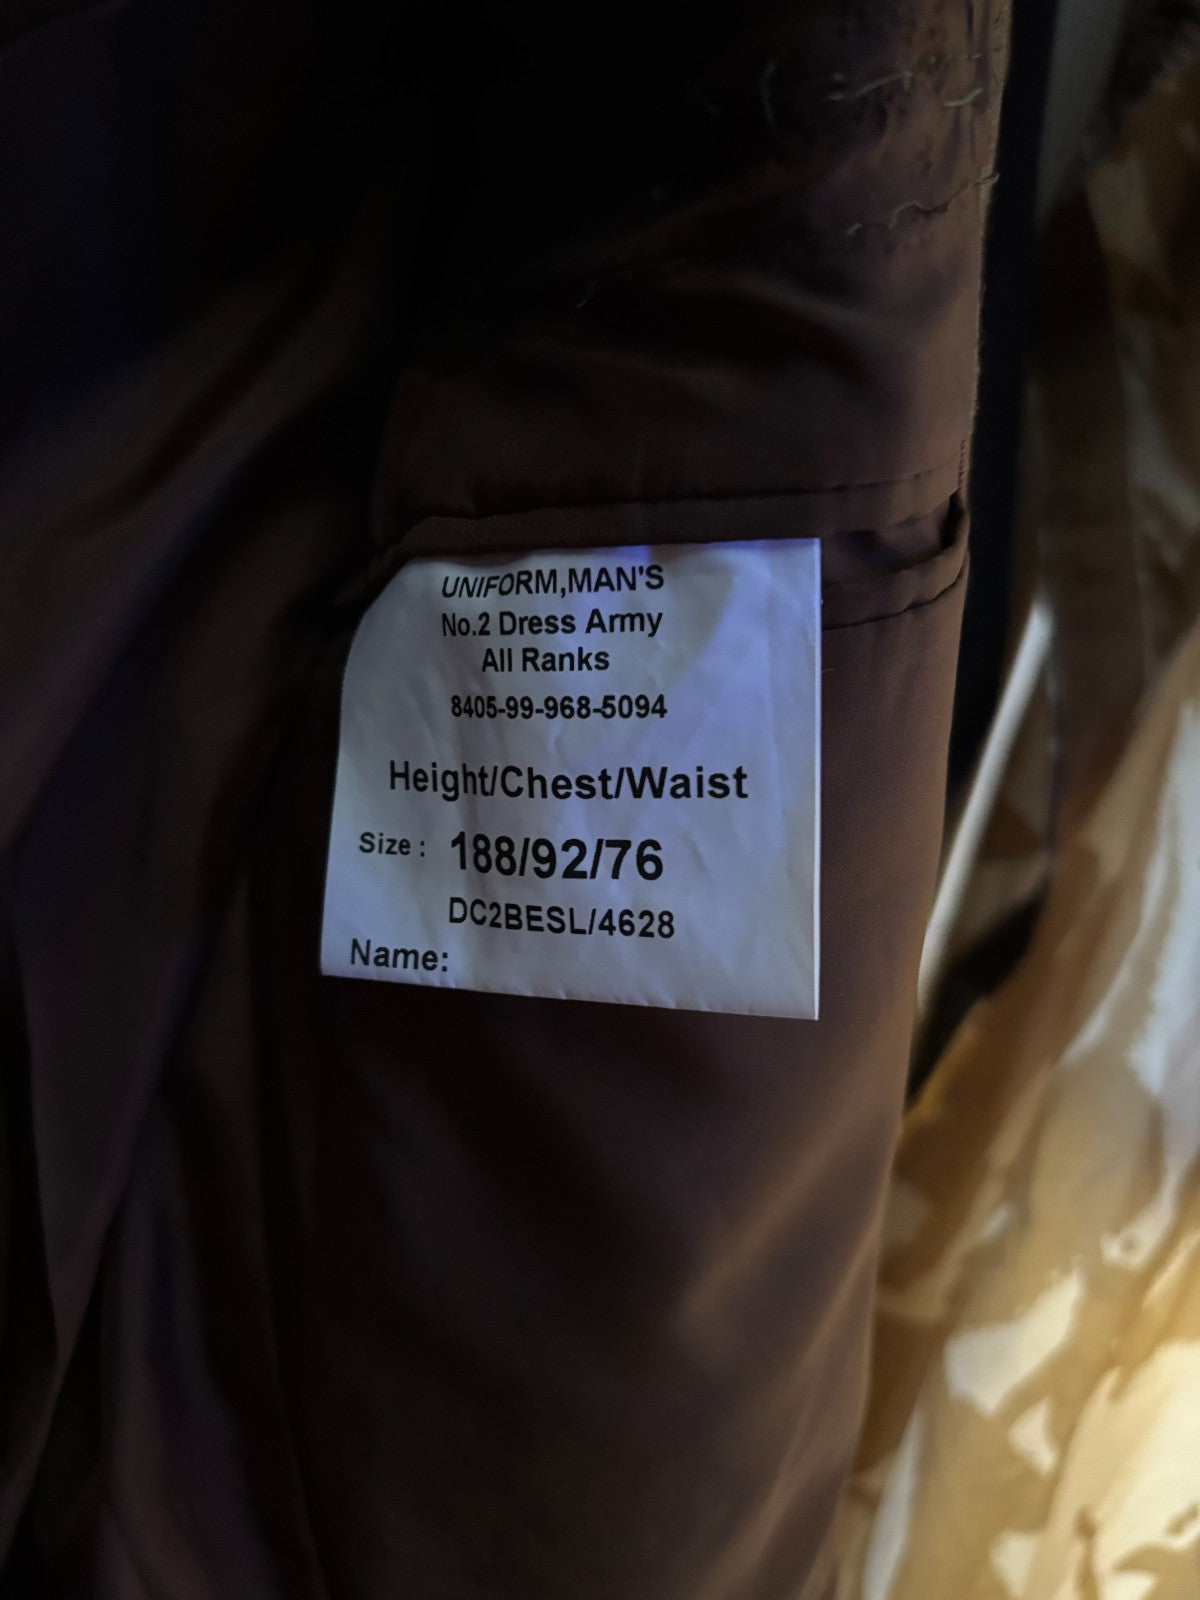 UNIFORM,MAN'S
No.2 Dress Army
All Ranks
8405-99-968-5094
Height/Chest/Waist
Size : 188/92/76
DC2BESL/4628
Name: